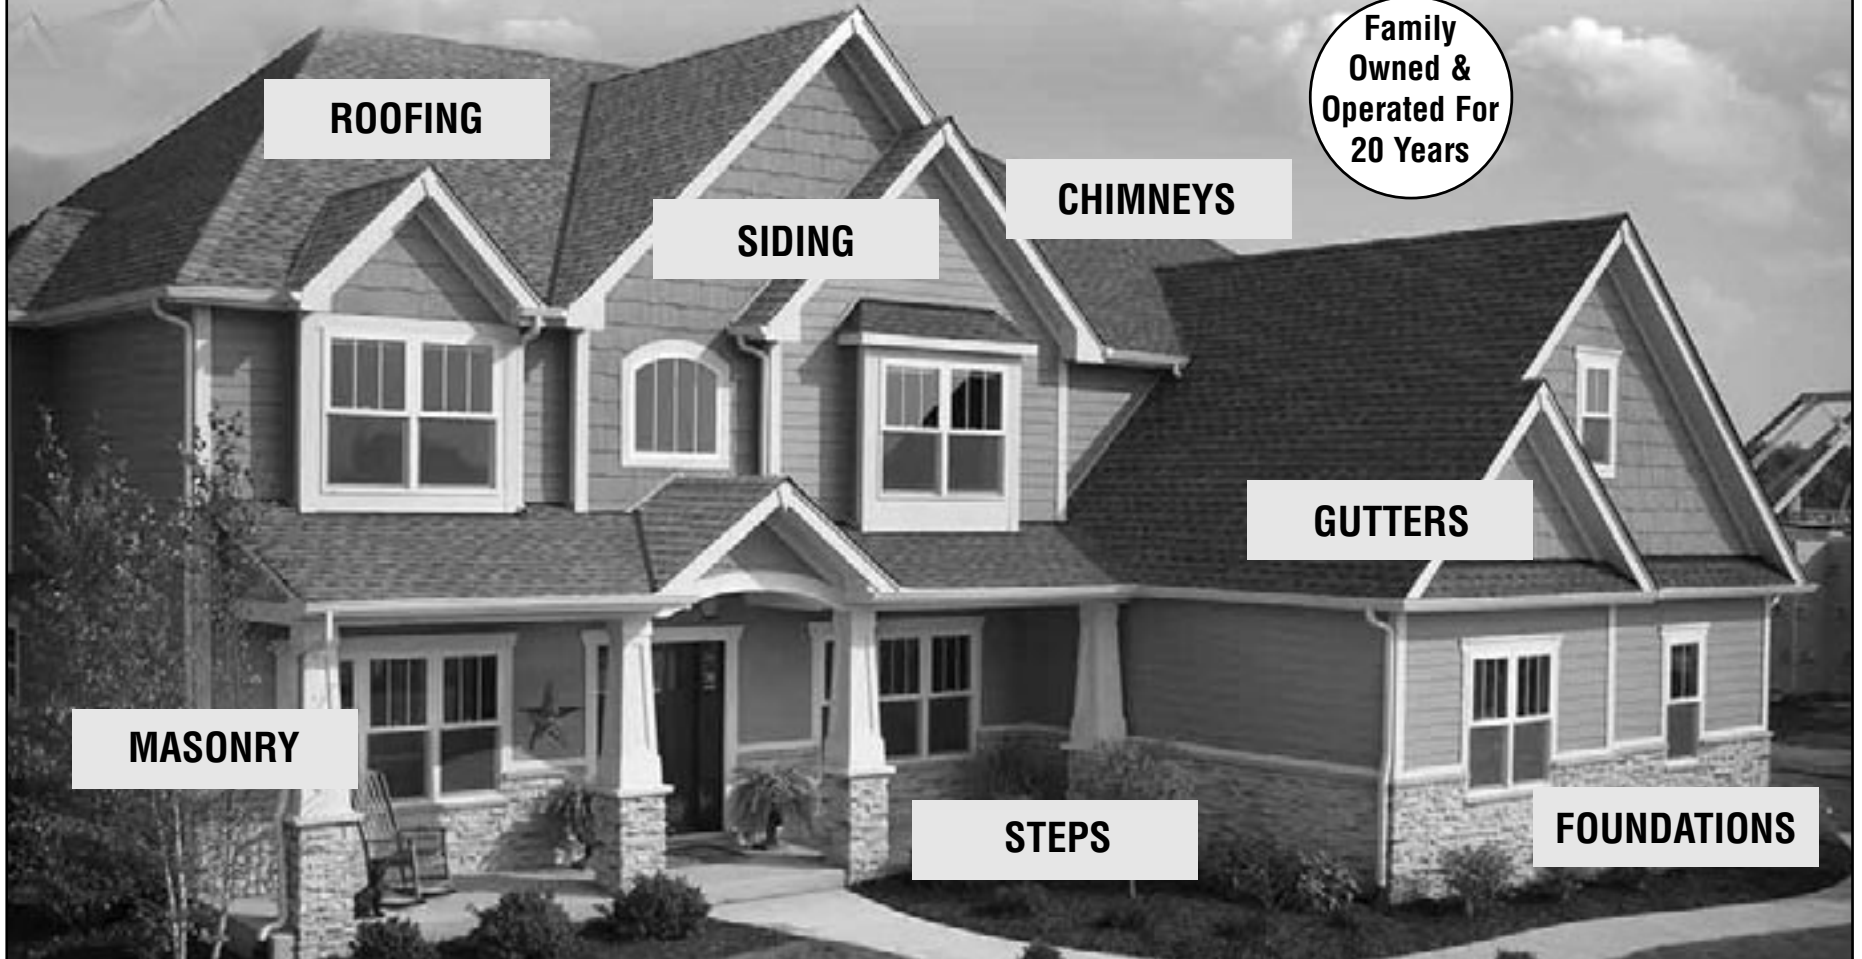 Family
Owned &
Operated For
20 Years
ROOFING
CHIMNEYS
SIDING
GUTTERS
MASONRY
STEPS
FOUNDATIONS